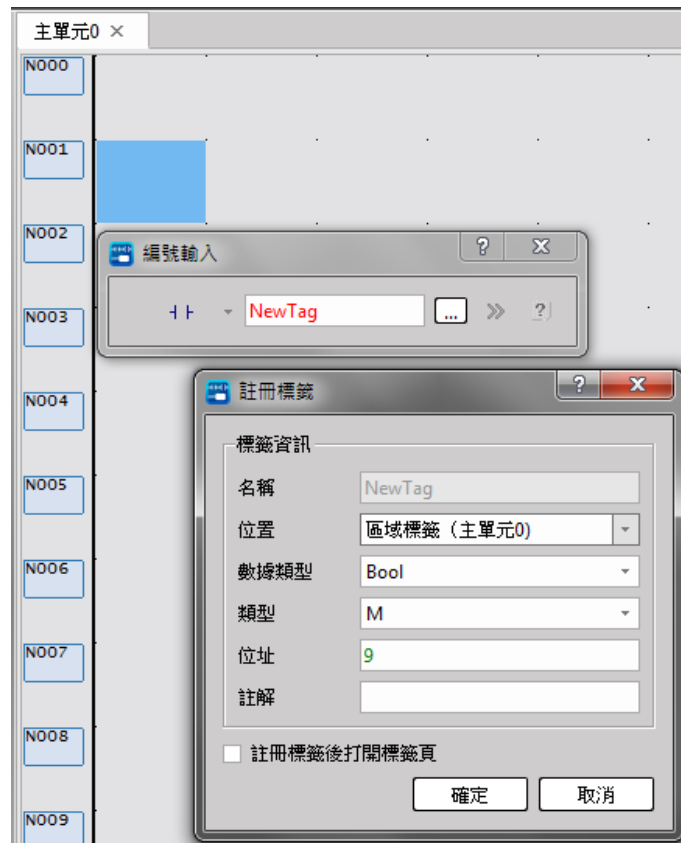 主單元0 ×
N000
N001
N002
編號輸入
N003
NewTag
...
N004
註冊標籤
標籤資訊
名稱 NewTag
N005
位置 區域標籤（主單元0)
N006
數據類型 Bool
類型 M
N007
位址 9
註解
N008
註冊標籤後打開標籤頁
確定 取消
N009